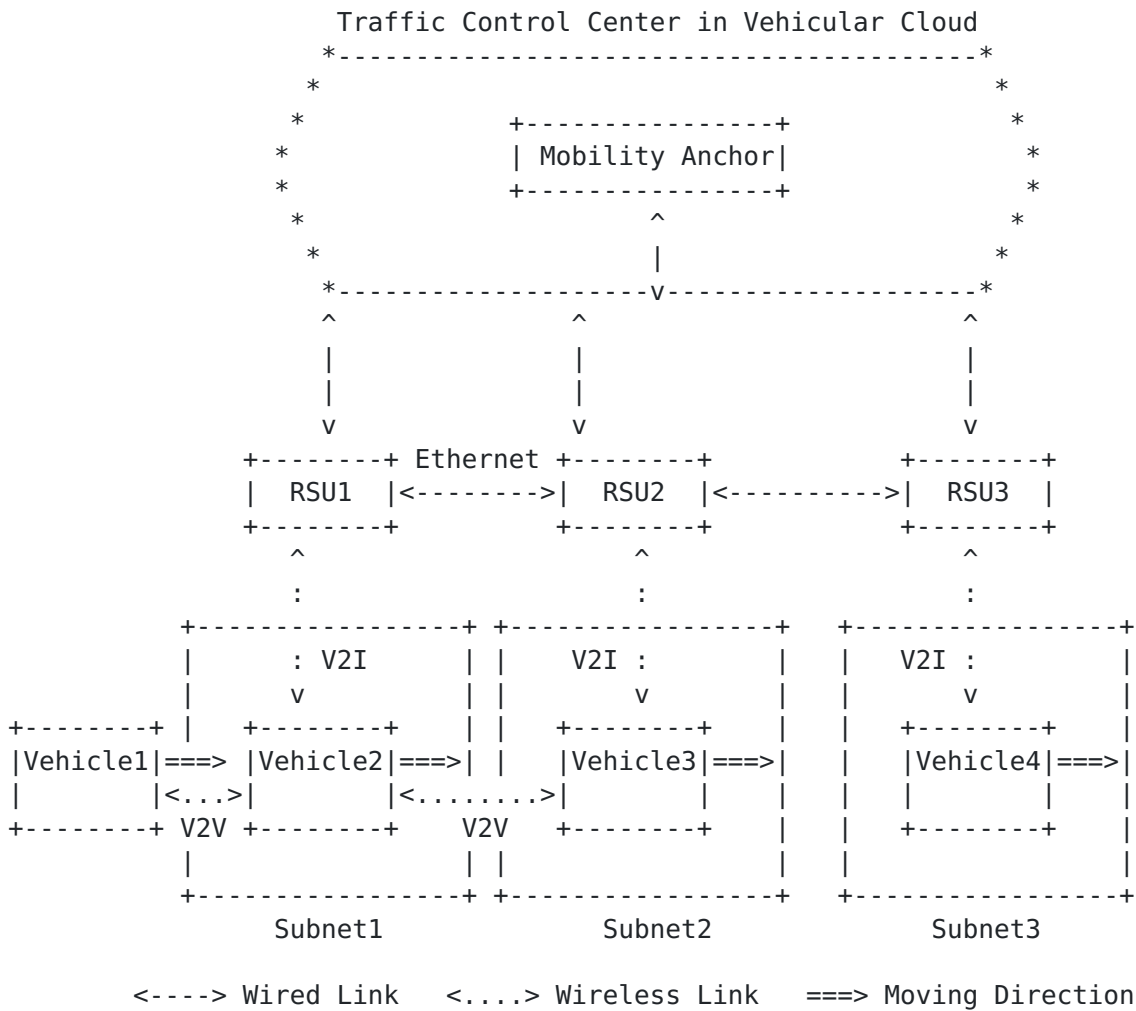 Traffic Control Center in Vehicular Cloud
Mobility Anchor
Ethernet
RSU1 RSU2 RSU3
V2I V2I V2I
Vehicle1 Vehicle2 Vehicle3 Vehicle4
V2V V2V
Subnet1 Subnet2 Subnet3
<----> Wired Link <....> Wireless Link ===> Moving Direction